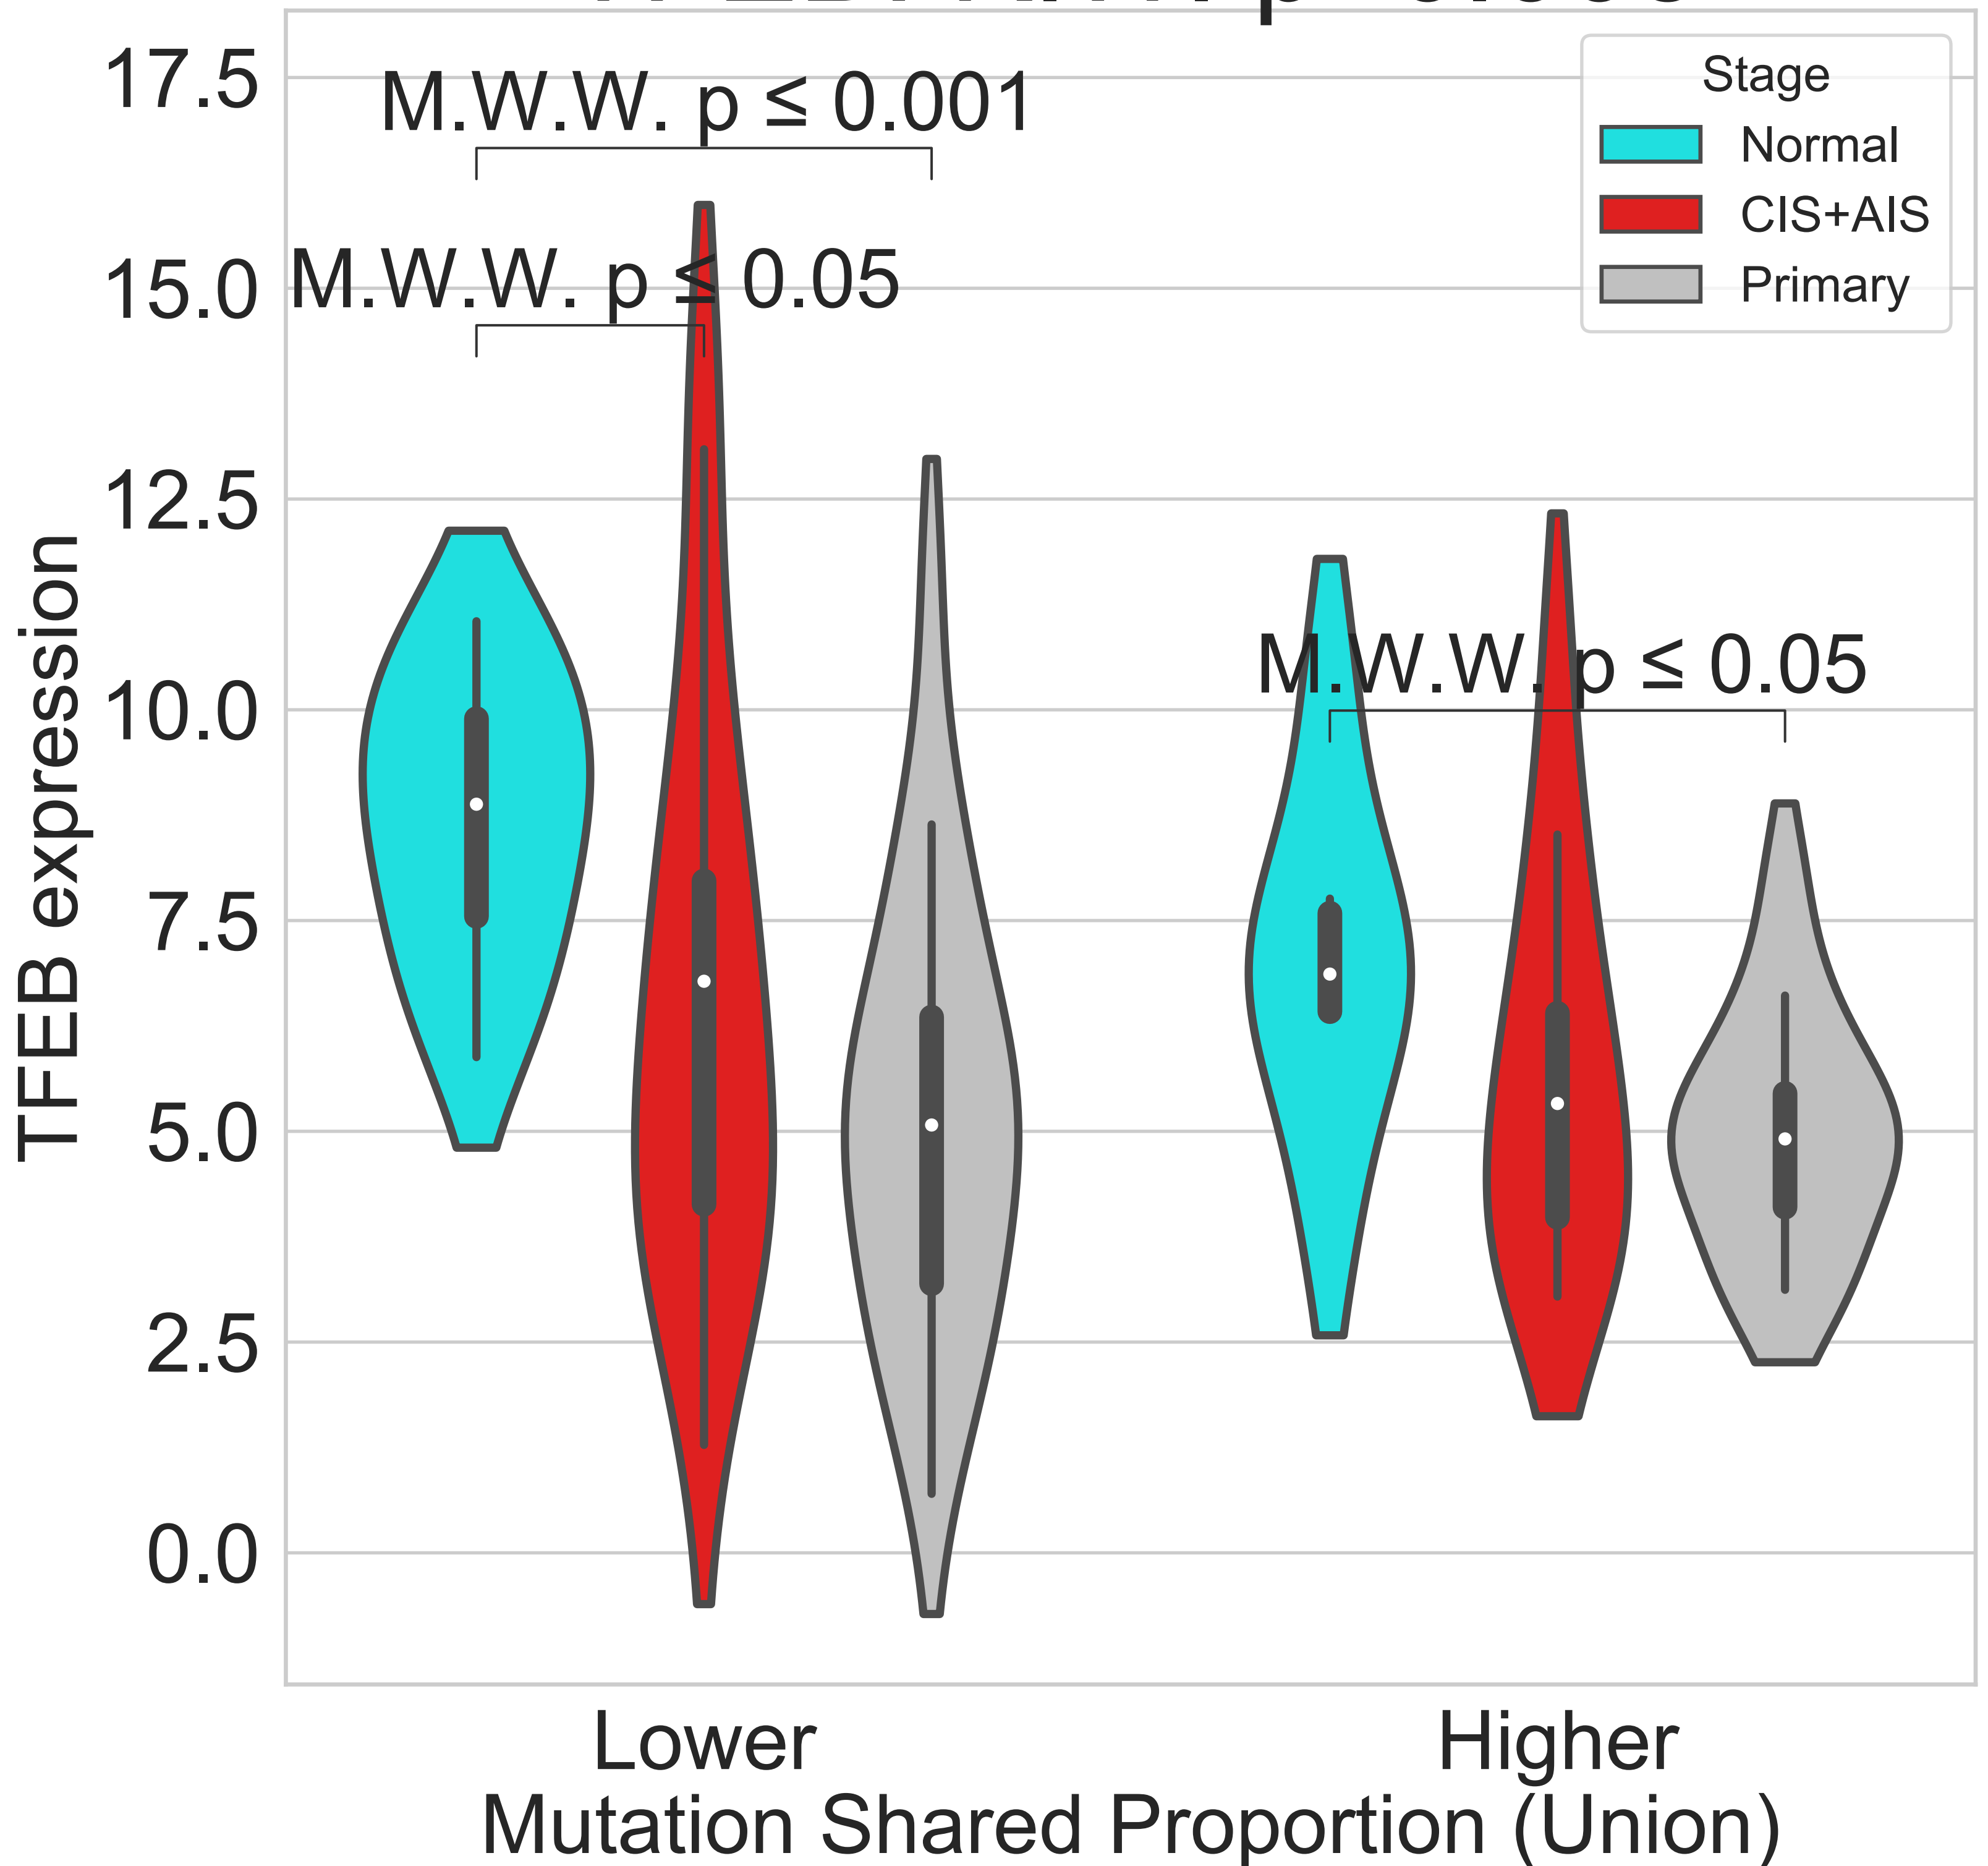 17.5
15.0
12.5
10.0
7.5
5.0
2.5
0.0
TFEB expression
M.W.W. p ≤ 0.001
M.W.W. p ≤ 0.05
M.W.W. p ≤ 0.05
Stage
Normal
CIS+AIS
Primary
Lower
Higher
Mutation Shared Proportion (Union)